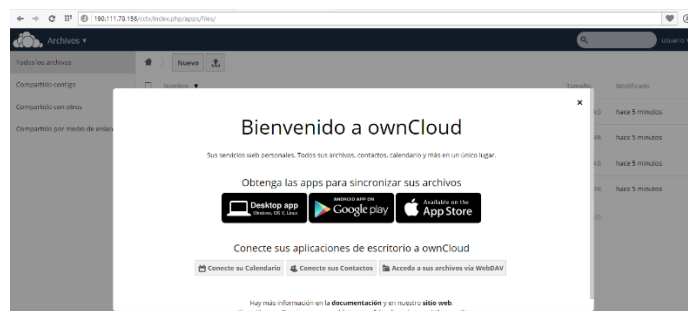 190.111.70.156/cctv/index.php/apps/files/
Archivos ▾
usuario
Todos los archivos
Nuevo
Compartido contigo
Nombre ▼
Tamaño
Modificado
Compartido con otros
hace 5 minutos
Compartido por medio de enlac
hace 5 minutos
hace 5 minutos
hace 5 minutos
×
Bienvenido a ownCloud
Sus servicios web personales. Todos sus archivos, contactos, calendario y más en un único lugar.
Obtenga las apps para sincronizar sus archivos
Desktop app
Windows, OS X, Linux
ANDROID APP ON
Google play
Available on the
App Store
Conecte sus aplicaciones de escritorio a ownCloud
Conecte su Calendario
Conecte sus Contactos
Acceda a sus archivos vía WebDAV
Hay más información en la documentación y en nuestro sitio web.